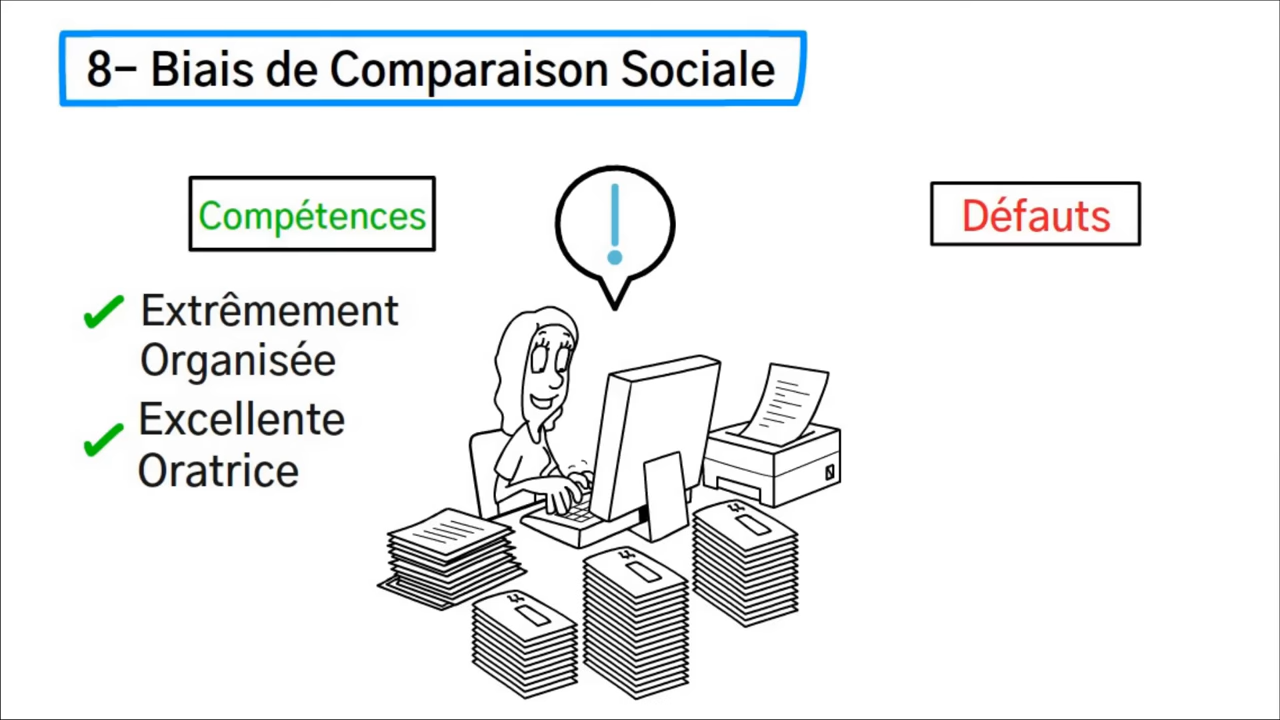 8– Biais de Comparaison Sociale
Compétences
Défauts
Extrêmement
Organisée
Excellente
Oratrice